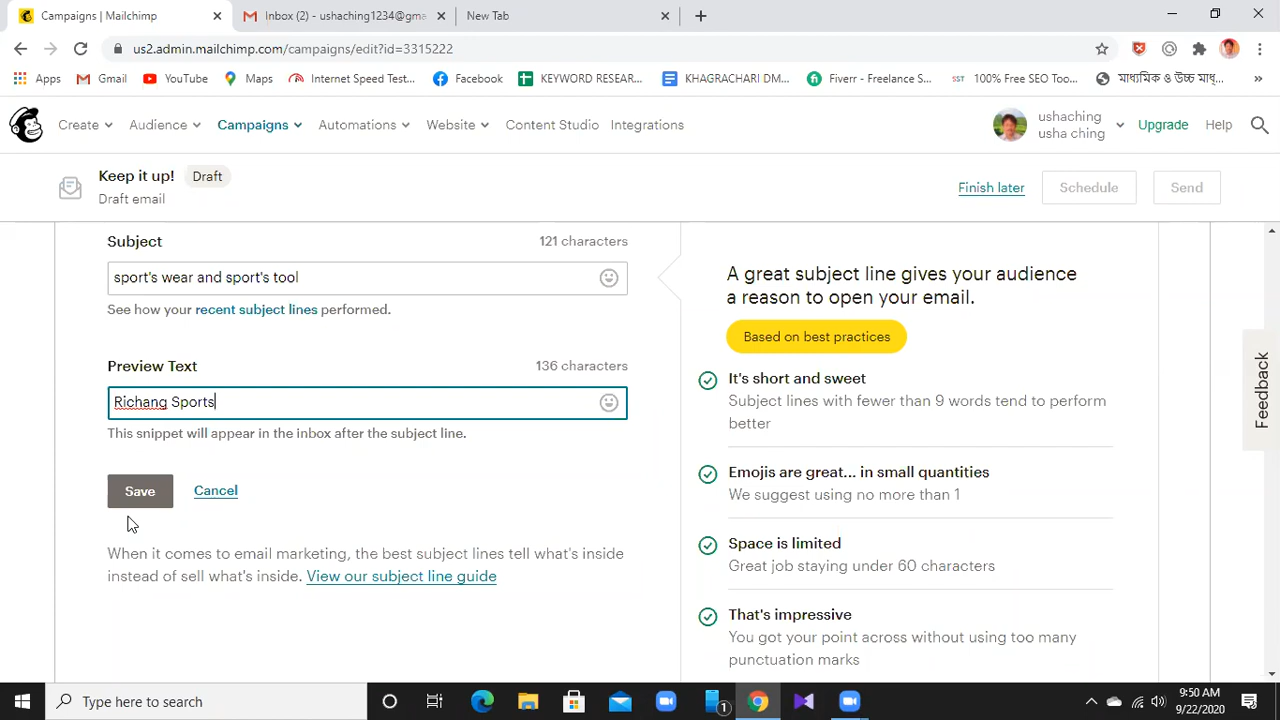 Campaigns | Mailchimp
Inbox (2) - ushaching1234@gma
New Tab
us2.admin.mailchimp.com/campaigns/edit?id=3315222
Apps
Gmail
YouTube
Maps
Internet Speed Test...
Facebook
KEYWORD RESEAR...
KHAGRACHARI DM...
Fiverr - Freelance S...
SST 100% Free SEO Too...
মাধ্যমিক ও উচ্চ মাধ্...
»
Create
Audience
Campaigns
Automations
Website
Content Studio
Integrations
ushaching
usha ching
Upgrade
Help
Keep it up!
Draft
Draft email
Finish later
Schedule
Send
Subject
121 characters
sport's wear and sport's tool
See how your recent subject lines performed.
Preview Text
136 characters
Richang Sports
This snippet will appear in the inbox after the subject line.
Save
Cancel
When it comes to email marketing, the best subject lines tell what's inside
instead of sell what's inside. View our subject line guide
A great subject line gives your audience
a reason to open your email.
Based on best practices
It's short and sweet
Subject lines with fewer than 9 words tend to perform
better
Emojis are great... in small quantities
We suggest using no more than 1
Space is limited
Great job staying under 60 characters
That's impressive
You got your point across without using too many
punctuation marks
Feedback
Type here to search
1
9:50 AM
9/22/2020